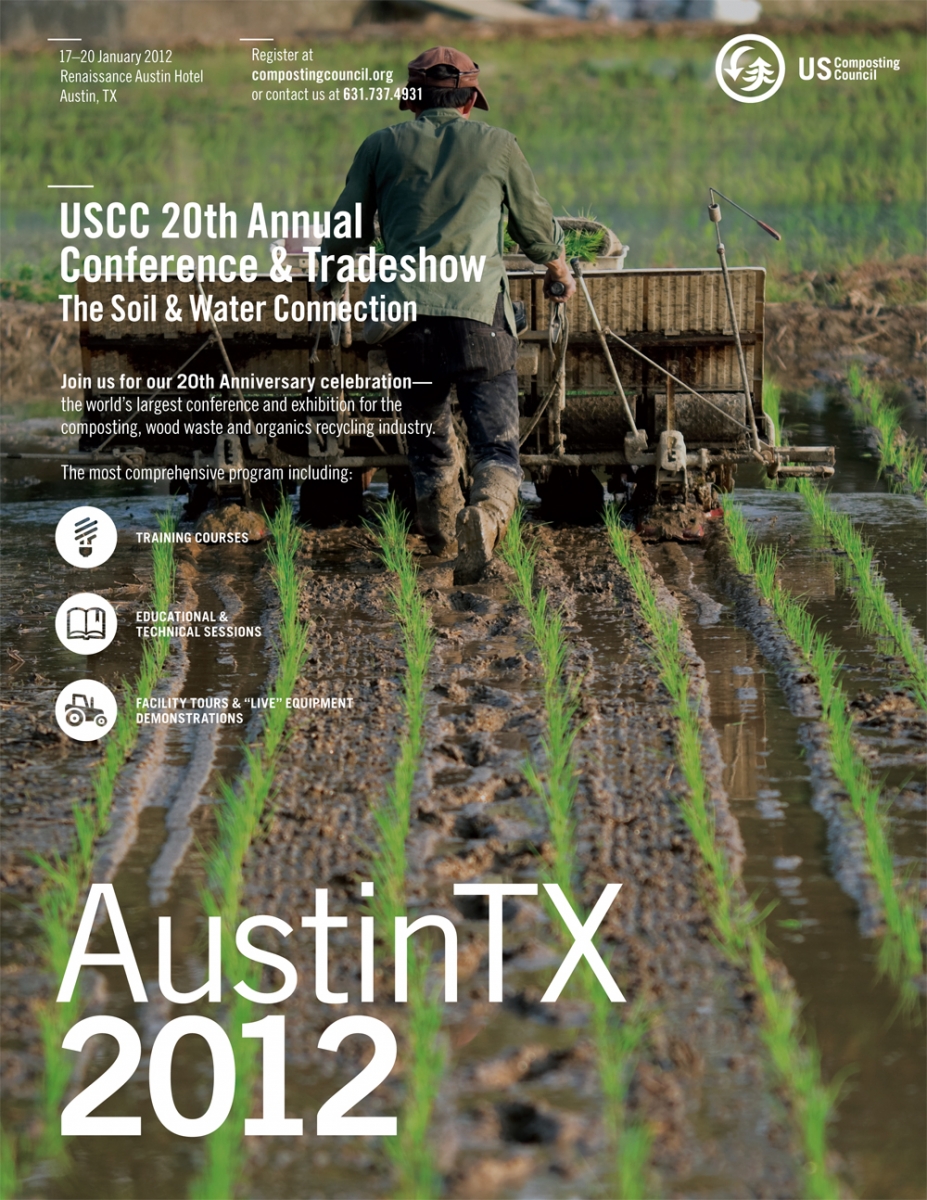 17–20 January 2012
Renaissance Austin Hotel
Austin, TX
Register at
compostingcouncil.org
or contact us at 631.737.4931
US Composting
Council
USCC 20th Annual
Conference & Tradeshow
The Soil & Water Connection
Join us for our 20th Anniversary celebration—
the world's largest conference and exhibition for the
composting, wood waste and organics recycling industry.
The most comprehensive program including:
TRAINING COURSES
EDUCATIONAL &
TECHNICAL SESSIONS
FACILITY TOURS & “LIVE” EQUIPMENT
DEMONSTRATIONS
AustinTX
2012